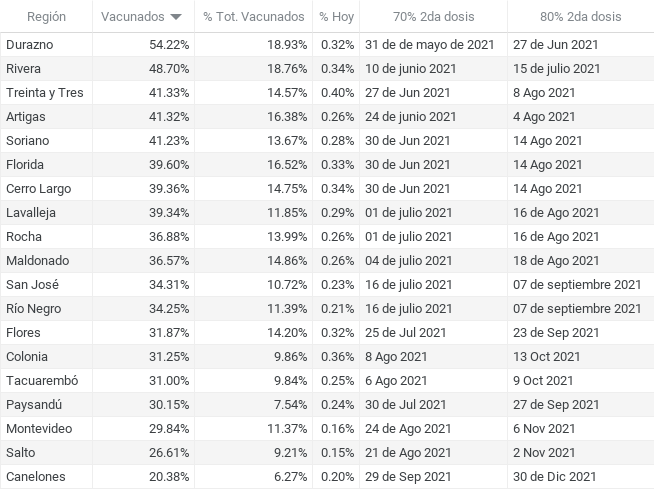 Región Vacunados % Tot. Vacunados % Hoy 70% 2da dosis 80% 2da dosis
Durazno 54.22% 18.93% 0.32% 31 de de mayo de 2021 27 de Jun 2021
Rivera 48.70% 18.76% 0.34% 10 de junio 2021 15 de julio 2021
Treinta y Tres 41.33% 14.57% 0.40% 27 de Jun 2021 8 Ago 2021
Artigas 41.32% 16.38% 0.26% 24 de junio 2021 4 Ago 2021
Soriano 41.23% 13.67% 0.28% 30 de Jun 2021 14 Ago 2021
Florida 39.60% 16.52% 0.33% 30 de Jun 2021 14 Ago 2021
Cerro Largo 39.36% 14.75% 0.34% 30 de Jun 2021 14 Ago 2021
Lavalleja 39.34% 11.85% 0.29% 01 de julio 2021 16 de Ago 2021
Rocha 36.88% 13.99% 0.26% 01 de julio 2021 16 de Ago 2021
Maldonado 36.57% 14.86% 0.26% 04 de julio 2021 18 de Ago 2021
San José 34.31% 10.72% 0.23% 16 de julio 2021 07 de septiembre 2021
Río Negro 34.25% 11.39% 0.21% 16 de julio 2021 07 de septiembre 2021
Flores 31.87% 14.20% 0.32% 25 de Jul 2021 23 de Sep 2021
Colonia 31.25% 9.86% 0.36% 8 Ago 2021 13 Oct 2021
Tacuarembó 31.00% 9.84% 0.25% 6 Ago 2021 9 Oct 2021
Paysandú 30.15% 7.54% 0.24% 30 de Jul 2021 27 de Sep 2021
Montevideo 29.84% 11.37% 0.16% 24 de Ago 2021 6 Nov 2021
Salto 26.61% 9.21% 0.15% 21 de Ago 2021 2 Nov 2021
Canelones 20.38% 6.27% 0.20% 29 de Sep 2021 30 de Dic 2021